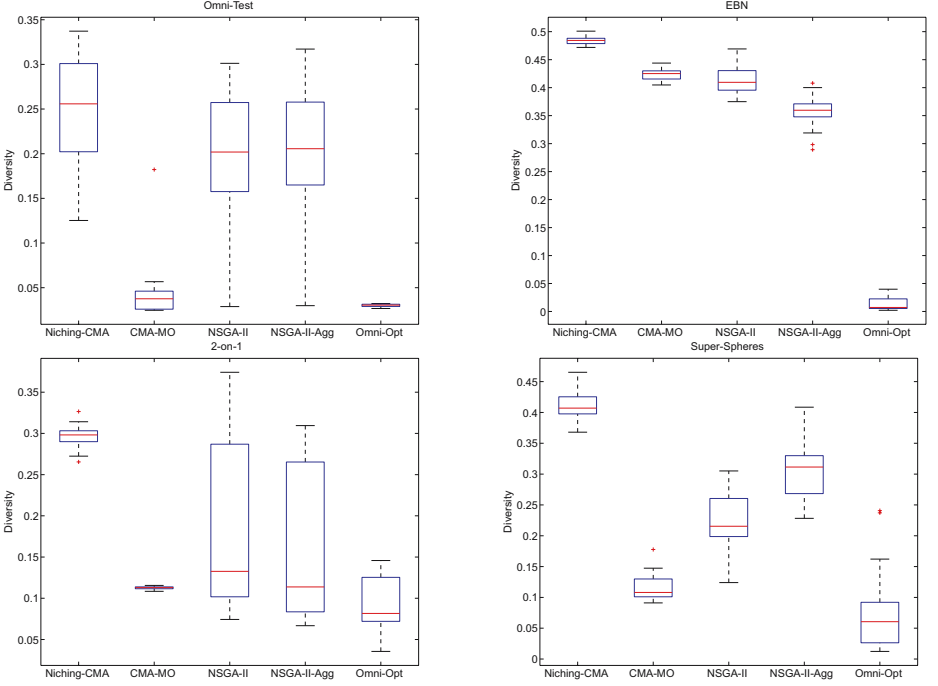 Omni-Test
0.35
0.3
0.25
0.2
0.15
0.1
0.05
Diversity
Niching-CMA CMA-MO NSGA-II NSGA-II-Agg Omni-Opt
EBN
0.5
0.45
0.4
0.35
0.3
0.25
0.2
0.15
0.1
0.05
0
Diversity
Niching-CMA CMA-MO NSGA-II NSGA-II-Agg Omni-Opt
2-on-1
0.35
0.3
0.25
0.2
0.15
0.1
0.05
Diversity
Niching-CMA CMA-MO NSGA-II NSGA-II-Agg Omni-Opt
Super-Spheres
0.45
0.4
0.35
0.3
0.25
0.2
0.15
0.1
0.05
0
Diversity
Niching-CMA CMA-MO NSGA-II NSGA-II-Agg Omni-Opt